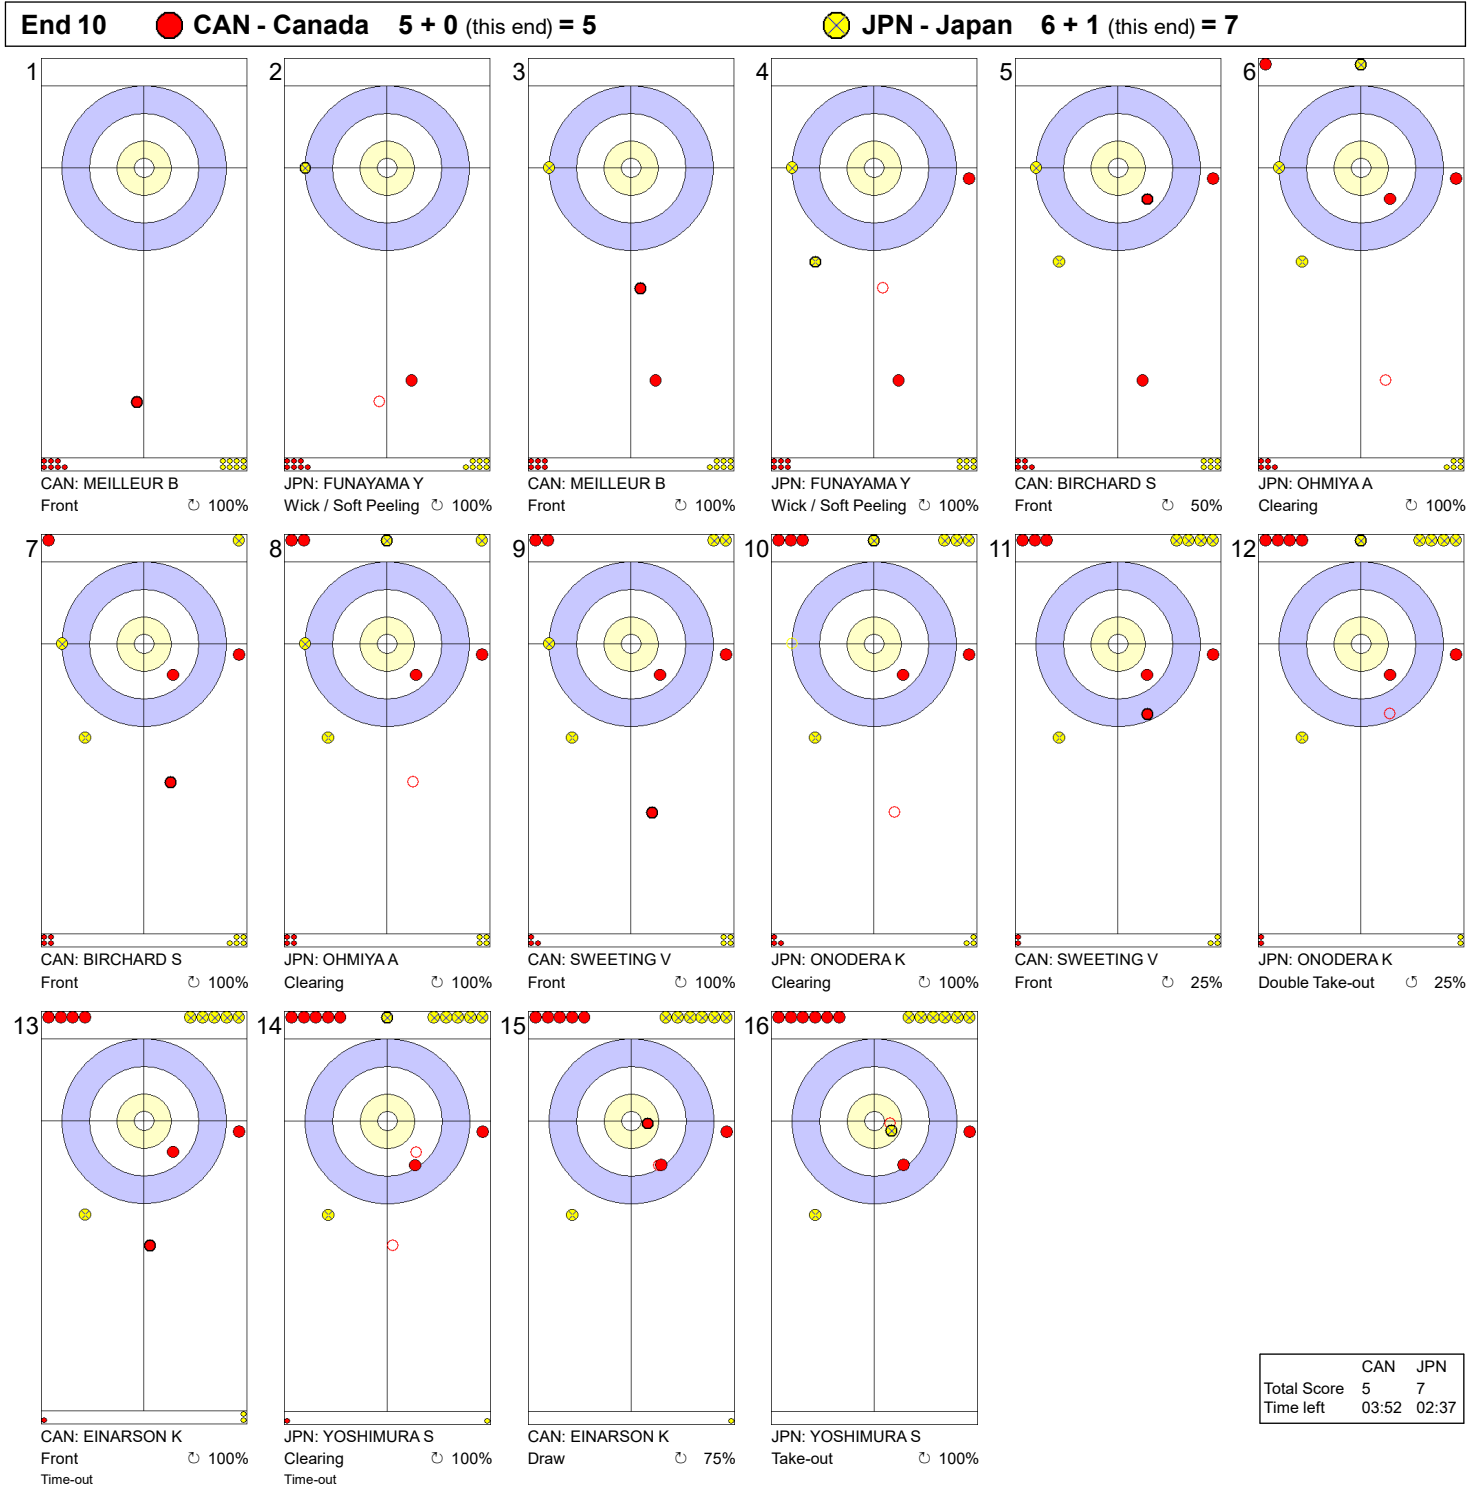 End 10 CAN - Canada 5 + 0 (this end) = 5 JPN - Japan 6 + 1 (this end) = 7
1 2 3 4 5 6
CAN: MEILLEUR B JPN: FUNAYAMA Y CAN: MEILLEUR B JPN: FUNAYAMA Y CAN: BIRCHARD S JPN: OHMIYA A
Front ↻ 100% Wick / Soft Peeling ↻ 100% Front ↻ 100% Wick / Soft Peeling ↻ 100% Front ↻ 50% Clearing ↻ 100%
7 8 9 10 11 12
CAN: BIRCHARD S JPN: OHMIYA A CAN: SWEETING V JPN: ONODERA K CAN: SWEETING V JPN: ONODERA K
Front ↻ 100% Clearing ↻ 100% Front ↻ 100% Clearing ↻ 100% Front ↻ 25% Double Take-out ↺ 25%
13 14 15 16
CAN JPN
Total Score 5 7
Time left 03:52 02:37
CAN: EINARSON K JPN: YOSHIMURA S CAN: EINARSON K JPN: YOSHIMURA S
Front ↻ 100% Clearing ↻ 100% Draw ↻ 75% Take-out ↻ 100%
Time-out Time-out